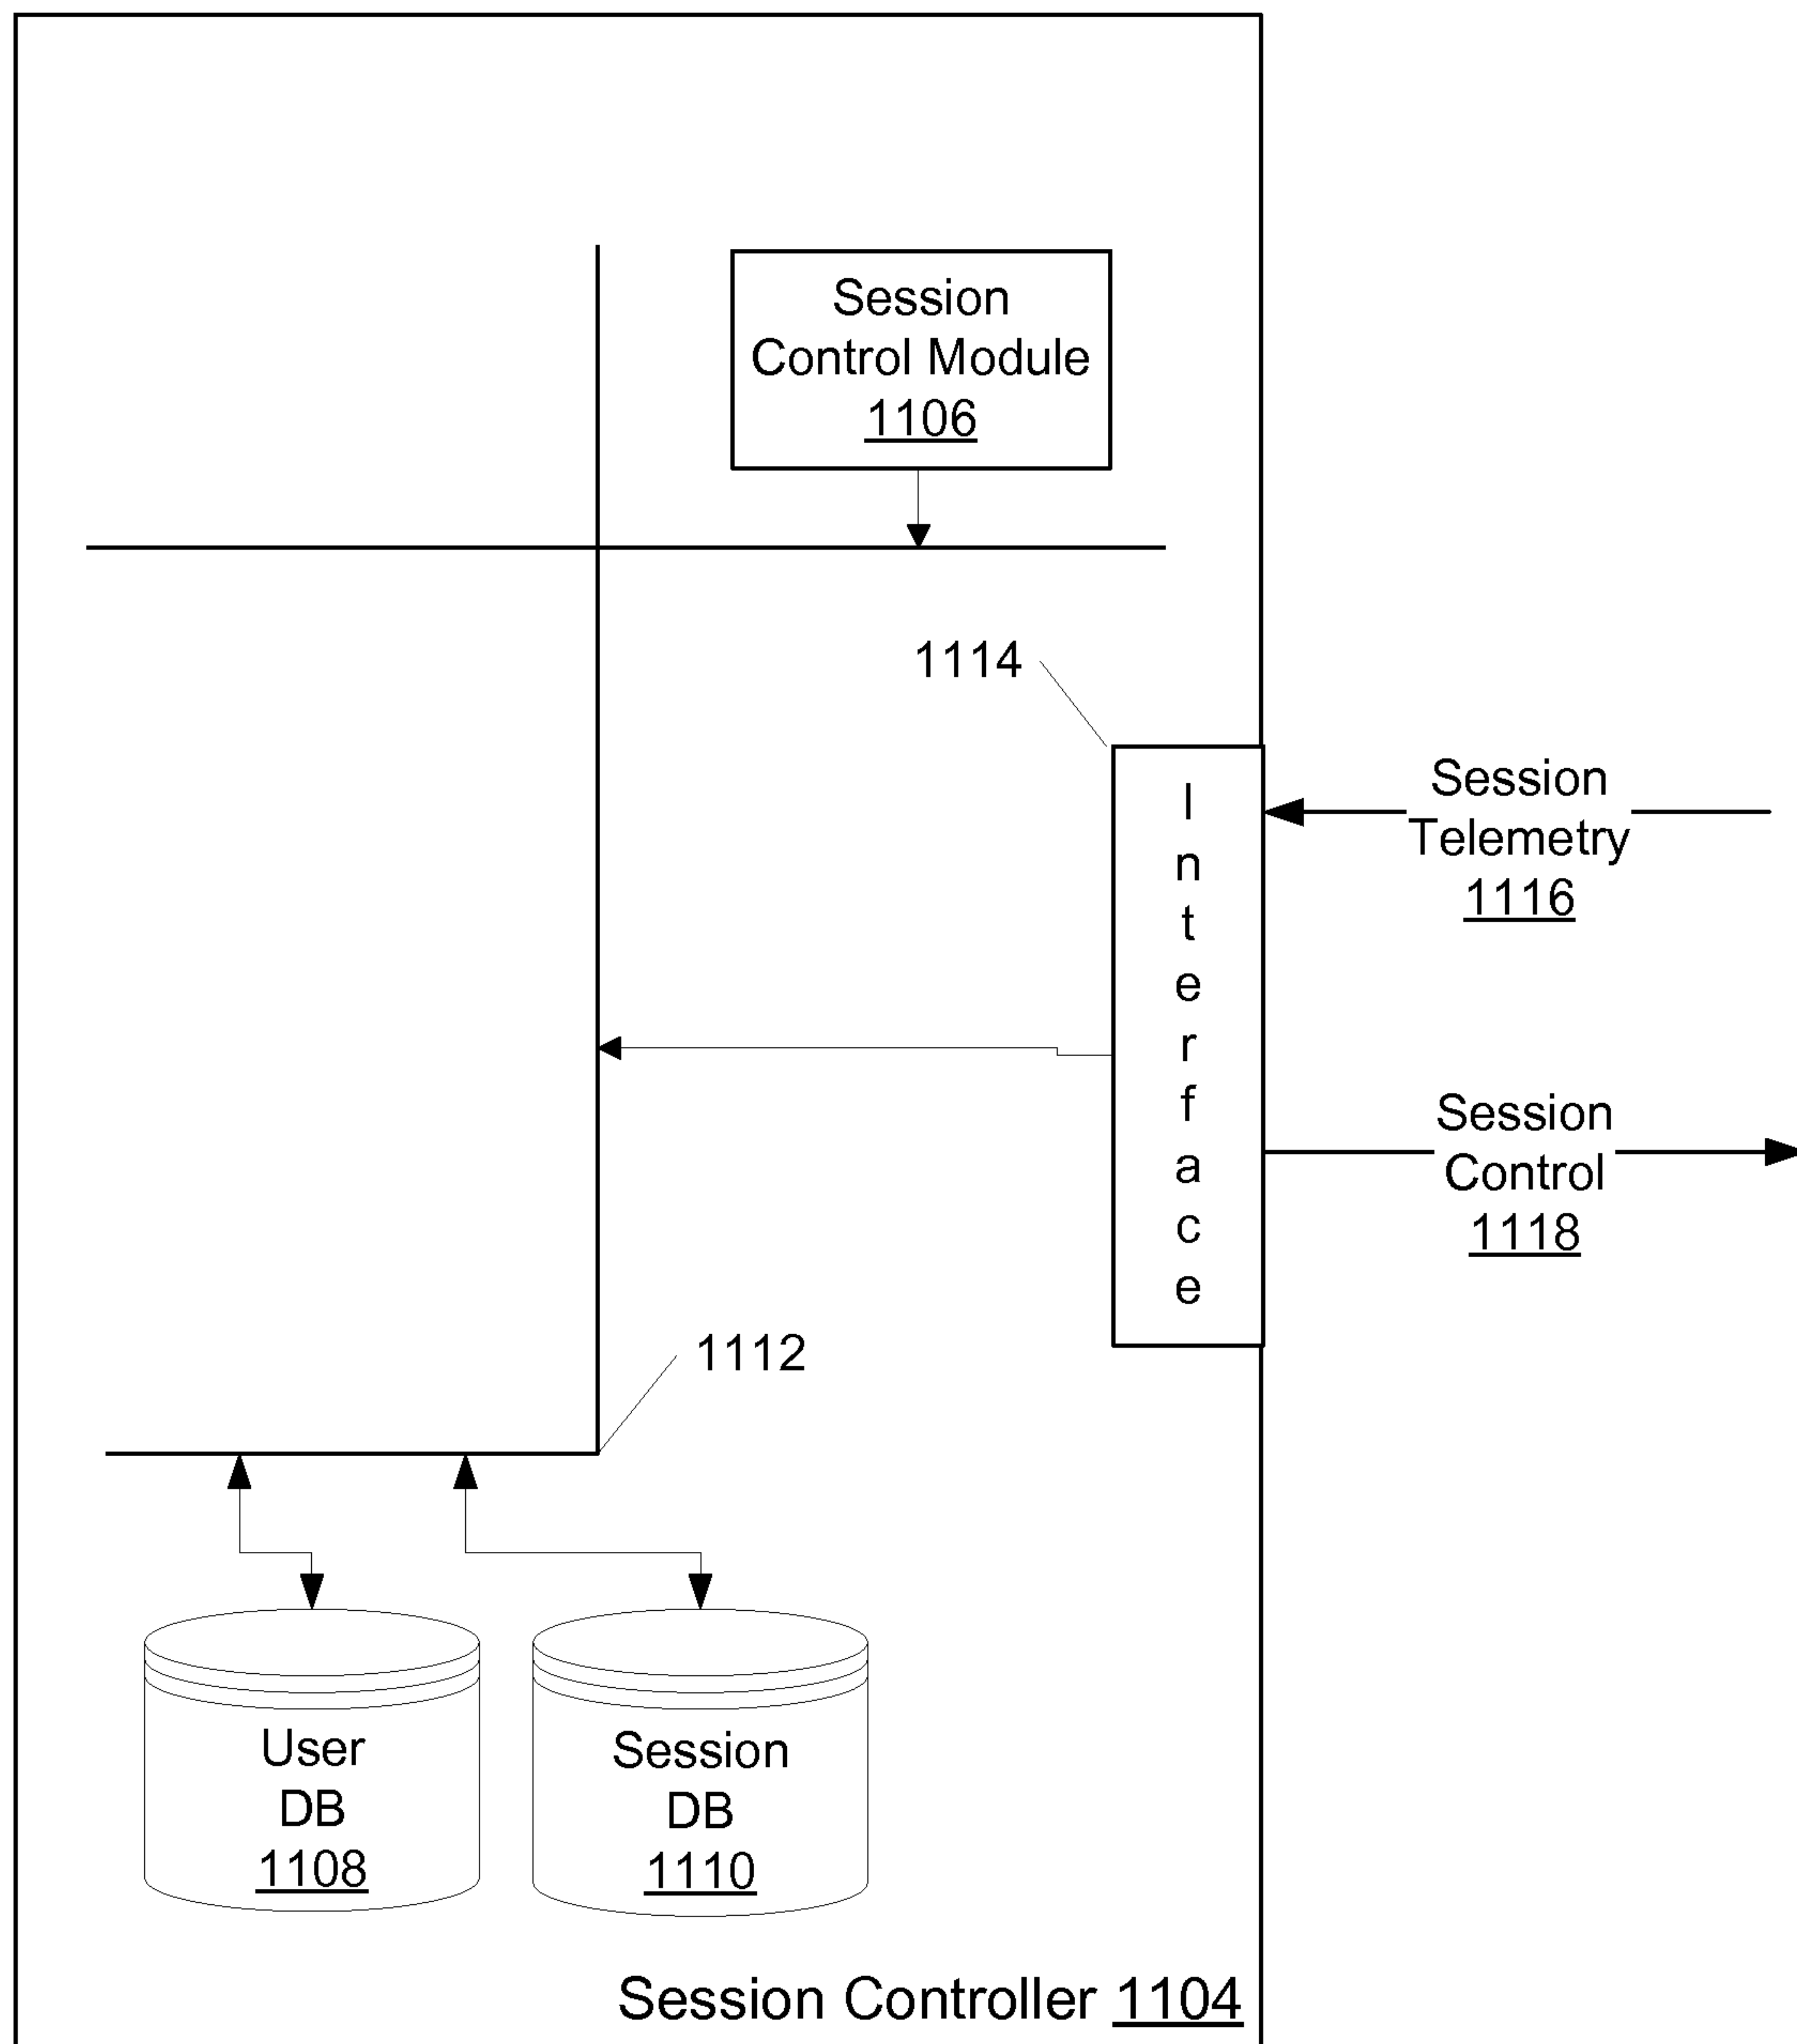 Session
Control Module
1106
1114
Interface
Session
Telemetry
1116
Session
Control
1118
1112
User
DB
1108
Session
DB
1110
Session Controller 1104